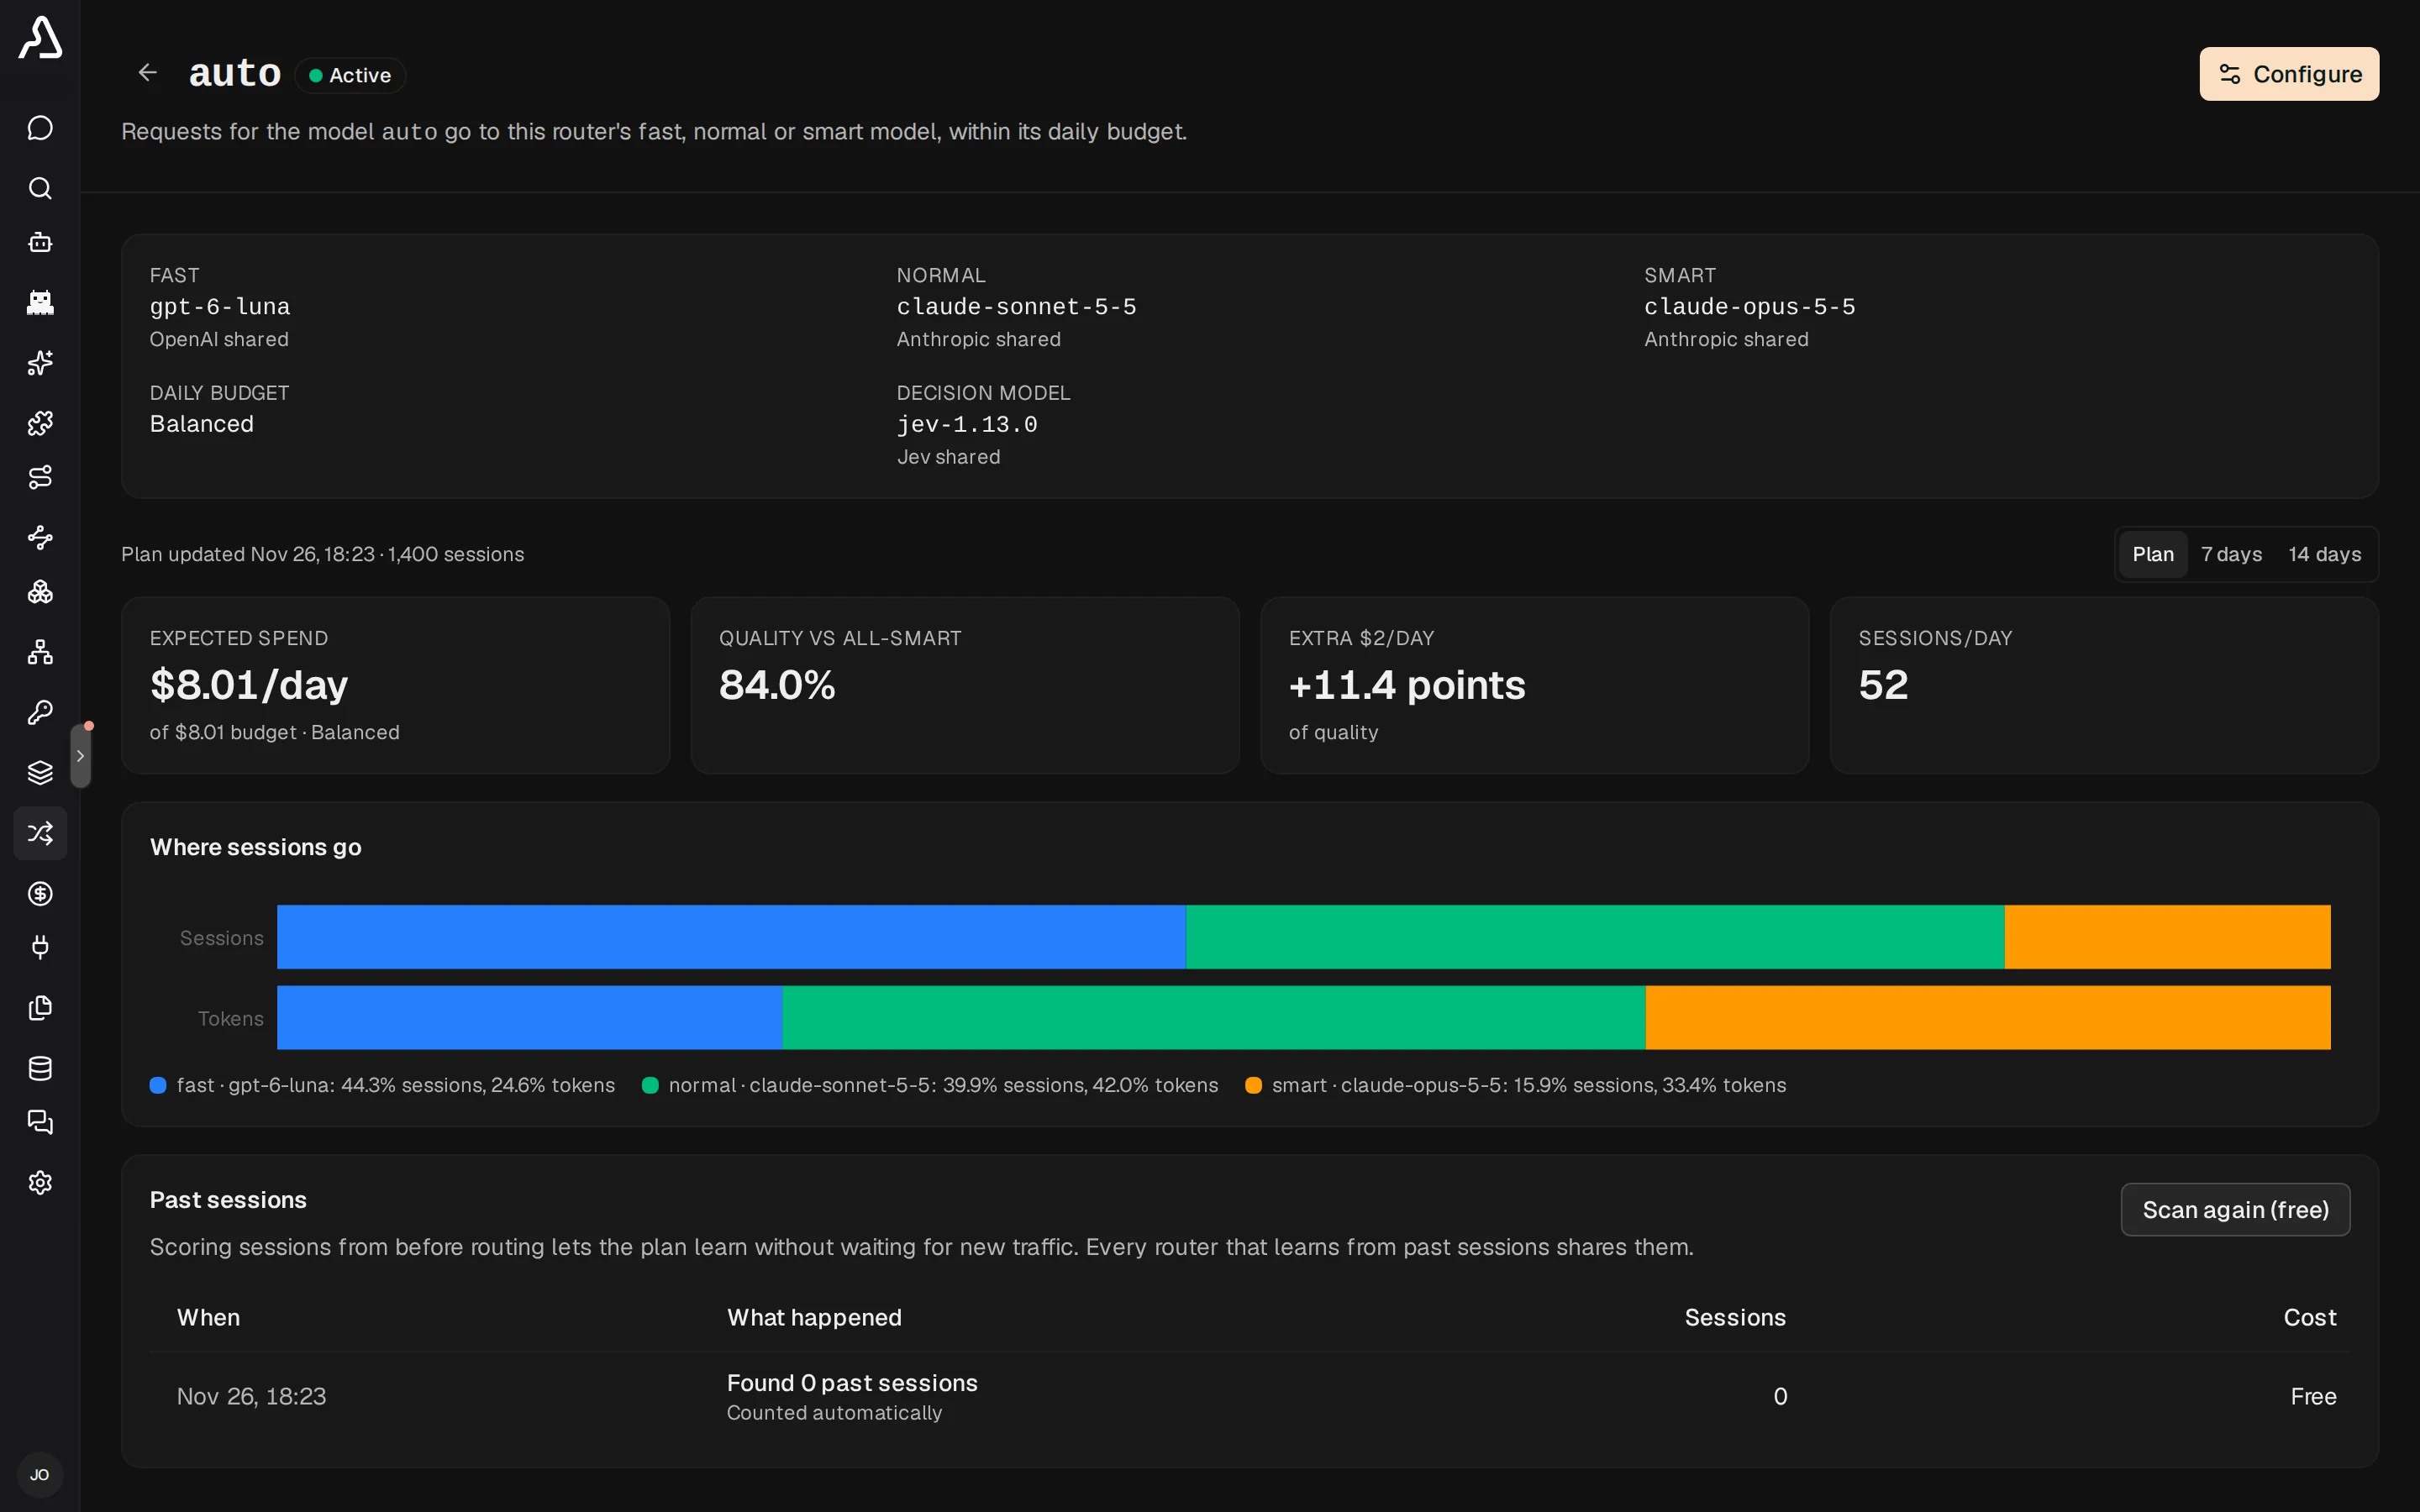 auto
Active
Configure
Requests for the model auto go to this router's fast, normal or smart model, within its daily budget.
FAST
gpt-6-luna
OpenAI shared
NORMAL
claude-sonnet-5-5
Anthropic shared
SMART
claude-opus-5-5
Anthropic shared
DAILY BUDGET
Balanced
DECISION MODEL
jev-1.13.0
Jev shared
Plan updated Nov 26, 18:23 · 1,400 sessions
Plan 7 days 14 days
EXPECTED SPEND
$8.01/day
of $8.01 budget · Balanced
QUALITY VS ALL-SMART
84.0%
EXTRA $2/DAY
+11.4 points
of quality
SESSIONS/DAY
52
Where sessions go
Sessions
Tokens
fast · gpt-6-luna: 44.3% sessions, 24.6% tokens
normal · claude-sonnet-5-5: 39.9% sessions, 42.0% tokens
smart · claude-opus-5-5: 15.9% sessions, 33.4% tokens
Past sessions
Scan again (free)
Scoring sessions from before routing lets the plan learn without waiting for new traffic. Every router that learns from past sessions shares them.
When What happened Sessions Cost
Nov 26, 18:23
Found 0 past sessions
Counted automatically
0
Free
JO